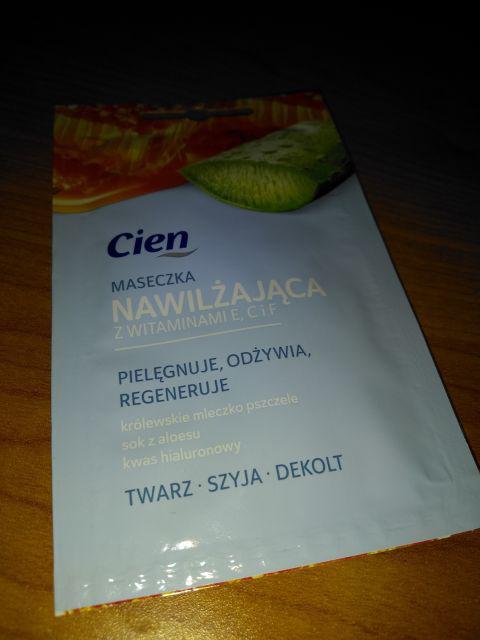 Cien
MASECZKA
NAWILŻAJĄCA
Z WITAMINAMI E, C i F
PIELĘGNUJE, ODŻYWIA,
REGENERUJE
królewskie mleczko pszczele
sok z aloesu
kwas hialuronowy
TWARZ · SZYJA · DEKOLT